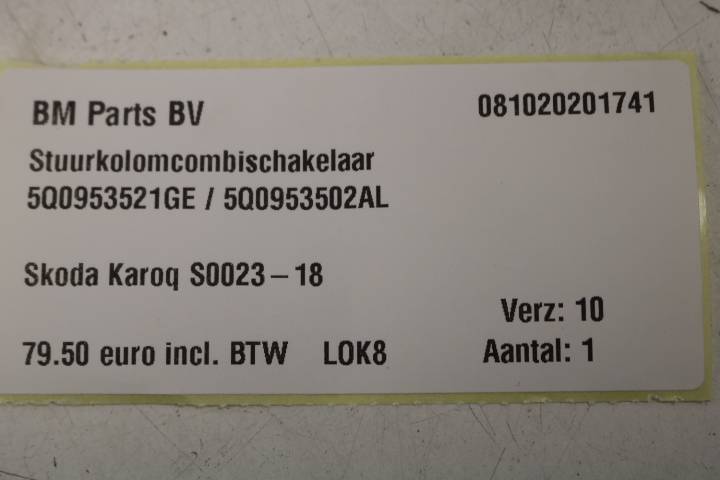 BM Parts BV 081020201741
Stuurkolomcombischakelaar
5Q0953521GE / 5Q0953502AL
Skoda Karoq S0023-18
Verz: 10
79.50 euro incl. BTW LOK8 Aantal: 1